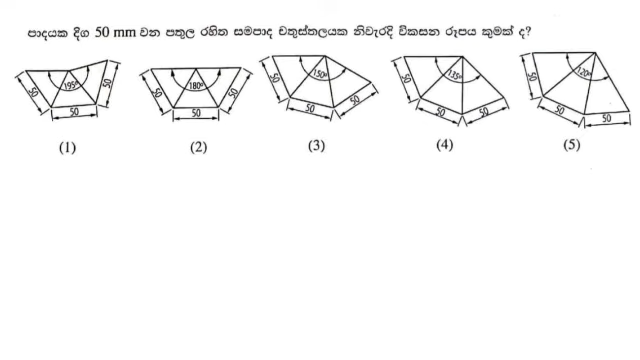 පාදයක දිග 50 mm වන පතුල රහිත සමපාද චතුස්තලයක නිවැරදි විකසන රූපය කුමක් ද?
195° 50 50 50
180° 50 50 50
150° 50 50 50
135° 50 50 50
120° 50 50 50
(1) (2) (3) (4) (5)